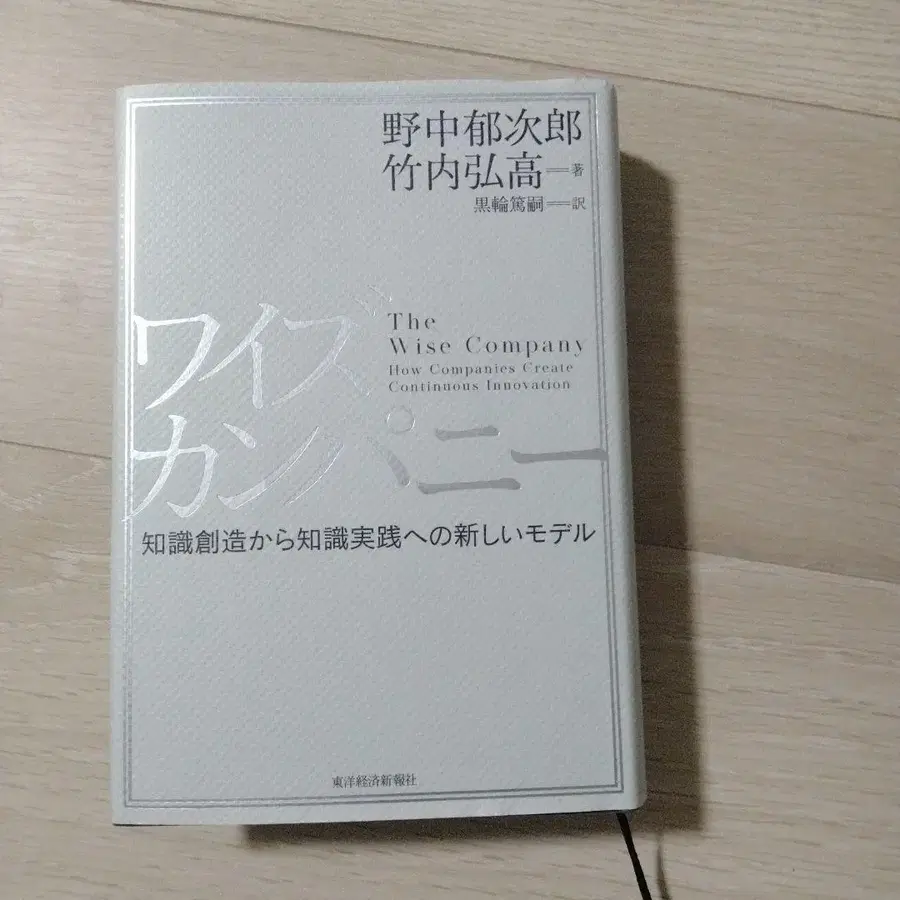 野中郁次郎
竹内弘高══著
黒輪篤嗣══訳
ワイズ
カンパニー
The
Wise Company
How Companies Create
Continuous Innovation
知識創造から知識実践への新しいモデル
東洋経済新報社